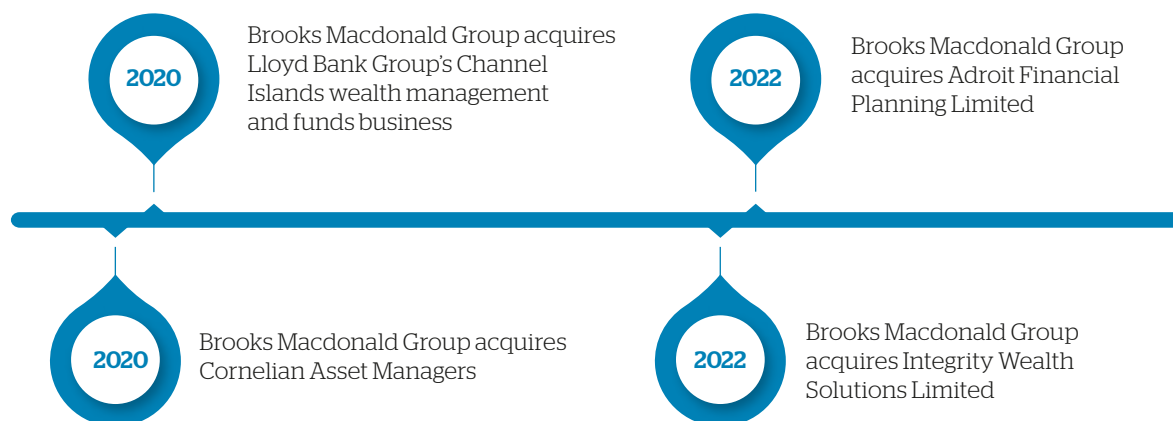 2020
Brooks Macdonald Group acquires
Lloyd Bank Group’s Channel
Islands wealth management
and funds business
2022
Brooks Macdonald Group
acquires Adroit Financial
Planning Limited
2020
Brooks Macdonald Group acquires
Cornelian Asset Managers
2022
Brooks Macdonald Group
acquires Integrity Wealth
Solutions Limited